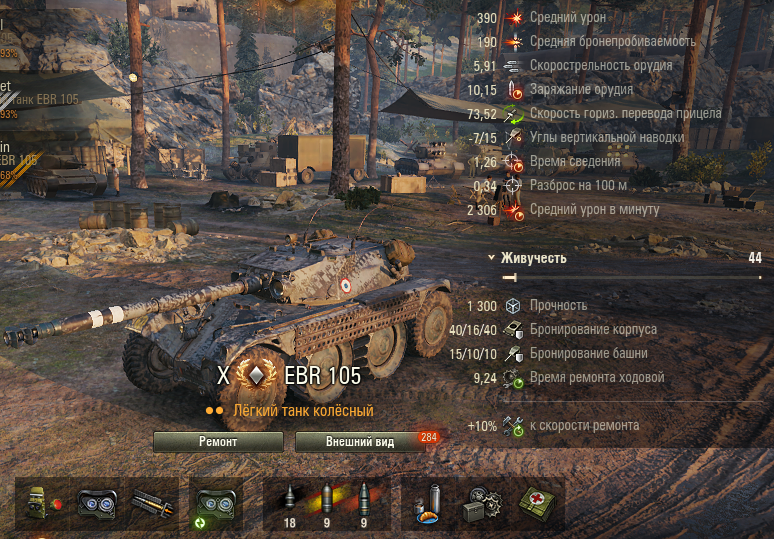 390 Средний урон
190 Средняя бронепробиваемость
5,91 Скорострельность орудия
10,15 Заряжание орудия
73,52 Скорость гориз. перевода прицела
-7/15 Углы вертикальной наводки
1,26 Время сведения
0,34 Разброс на 100 м
2 306 Средний урон в минуту
93%
et
танк EBR 105
93%
in
EBR 105
68%
Живучесть 44
1 300 Прочность
40/16/40 Бронирование корпуса
15/10/10 Бронирование башни
9,24 Время ремонта ходовой
+10% к скорости ремонта
X EBR 105
Лёгкий танк колёсный
Ремонт
Внешний вид 284
18 9 9